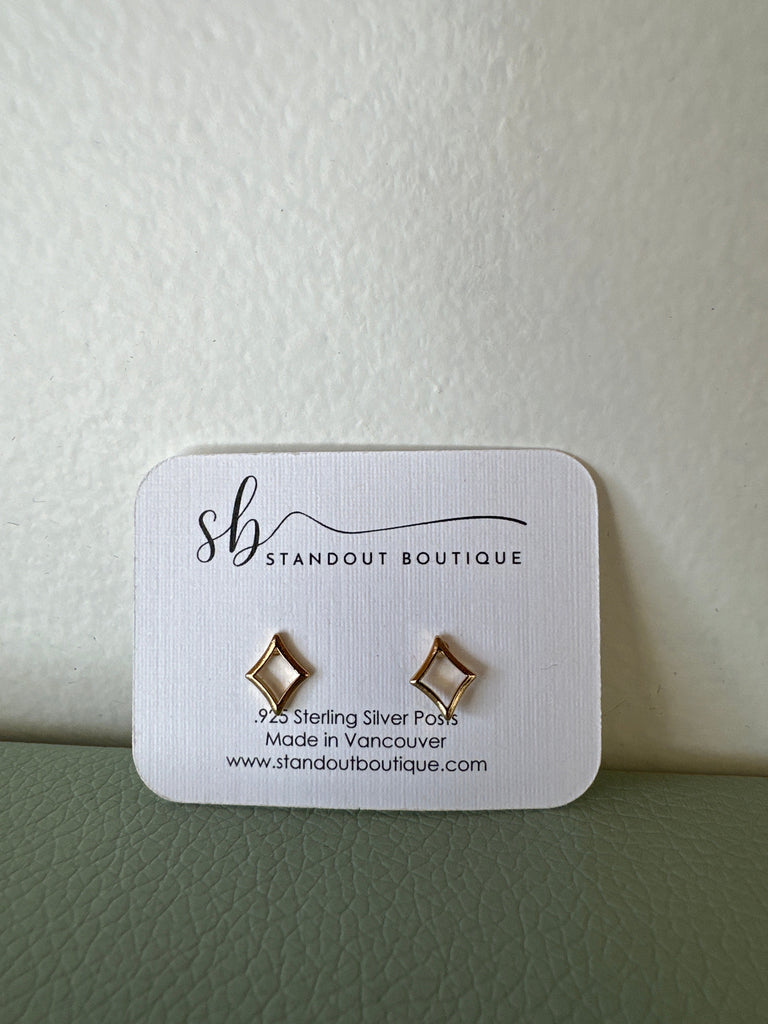 sb
STANDOUT BOUTIQUE
.925 Sterling Silver Posts
Made in Vancouver
www.standoutboutique.com